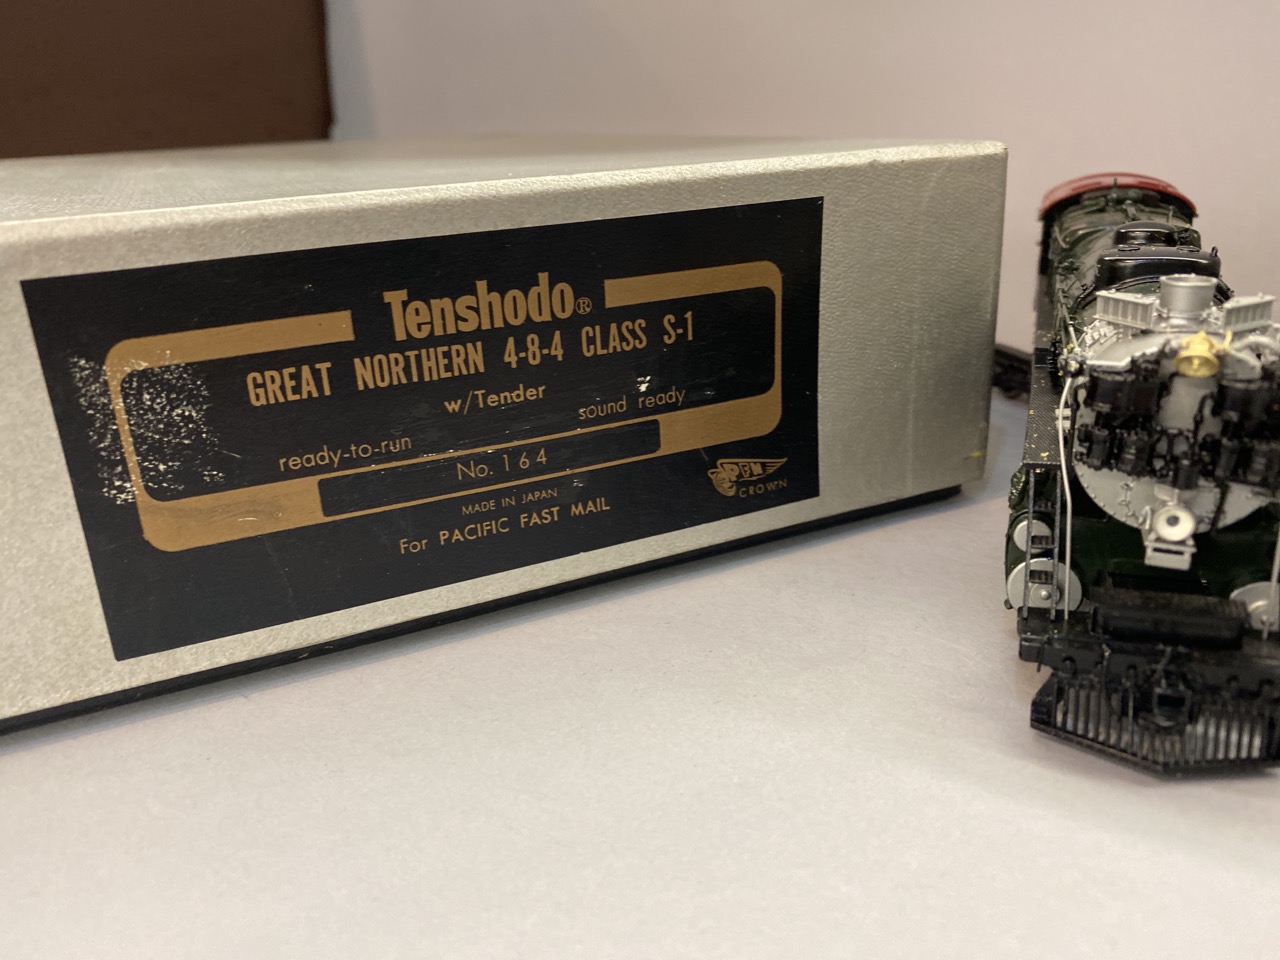 Tenshodo®
GREAT NORTHERN 4-8-4 CLASS S-1
w/Tender
ready-to-run sound ready
No. 164
MADE IN JAPAN
For PACIFIC FAST MAIL
PFM
CROWN